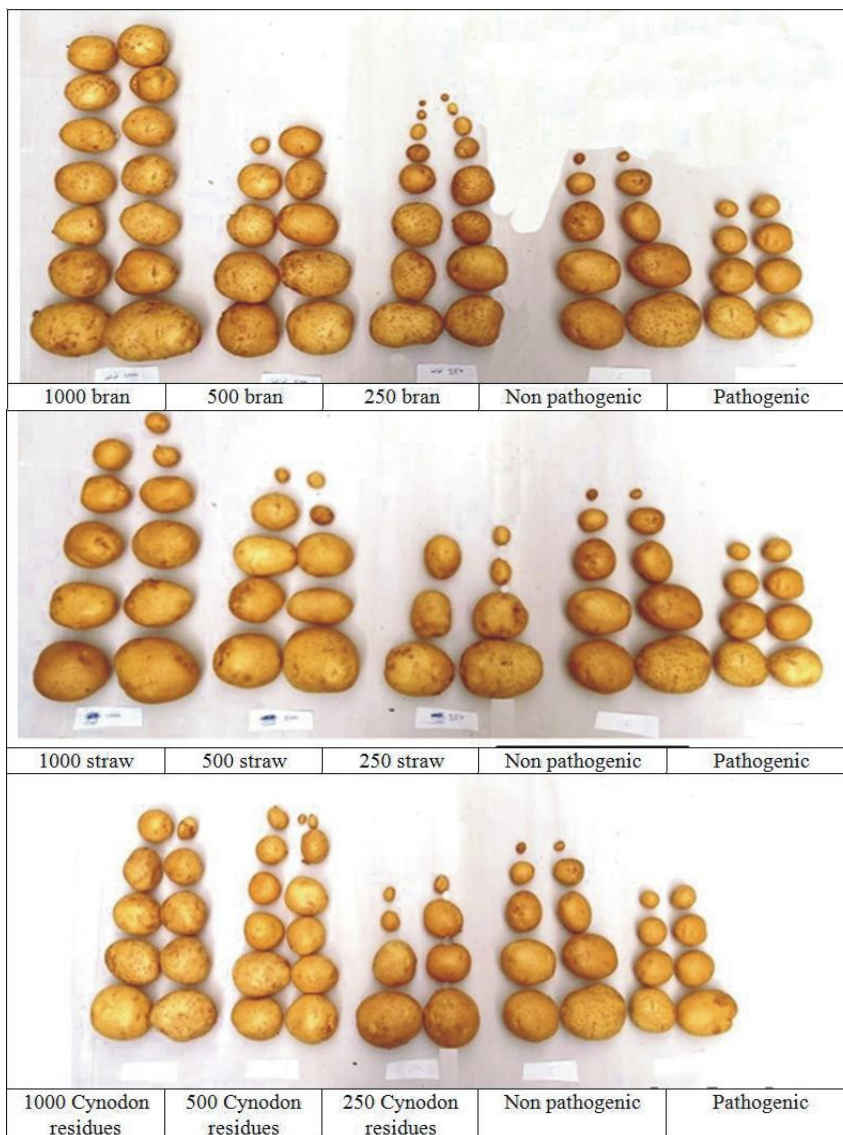 1000 bran
500 bran
250 bran
Non pathogenic
Pathogenic
1000 straw
500 straw
250 straw
Non pathogenic
Pathogenic
1000 Cynodon
residues
500 Cynodon
residues
250 Cynodon
residues
Non pathogenic
Pathogenic